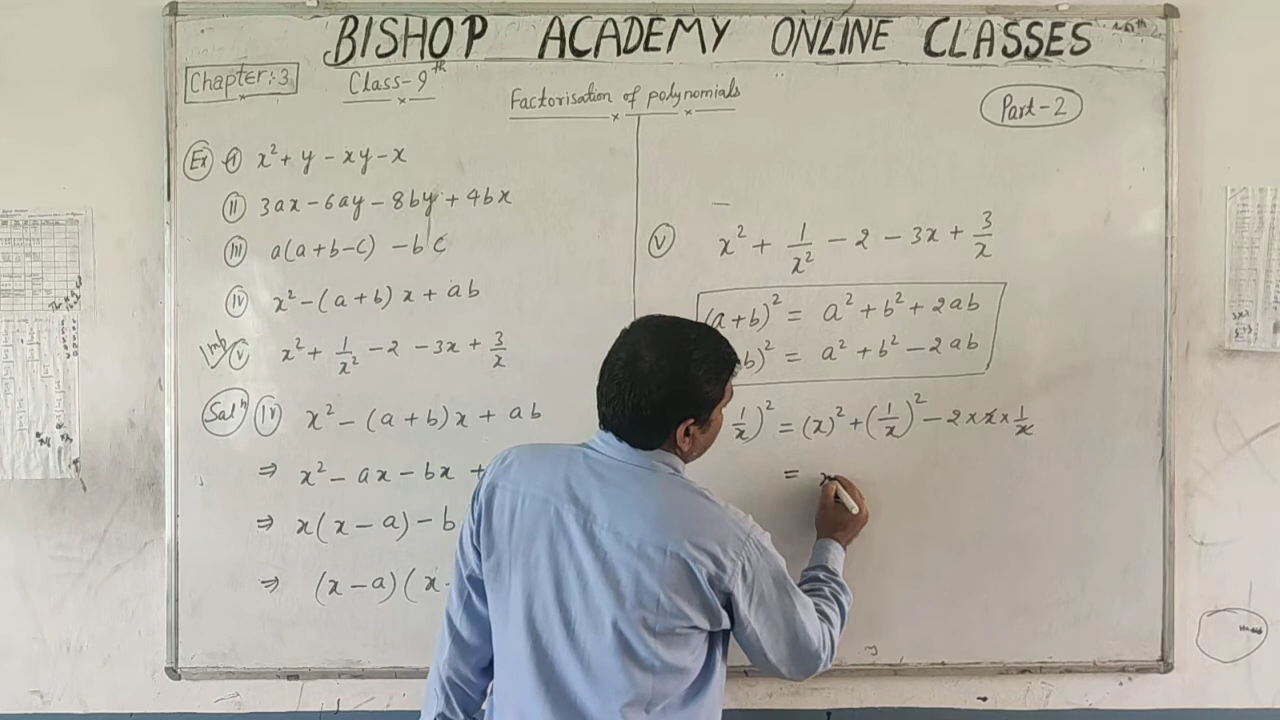 BISHOP ACADEMY ONLINE CLASSES
Chapter:-3 Class-9th
Factorisation of polynomials
Part-2
Ex (i) x² + y - xy - x
(ii) 3ax - 6ay - 8by + 4bx
(iii) a(a+b-c) - bc
(iv) x² - (a+b)x + ab
Imp (v) x² + 1/x² - 2 - 3x + 3/x
Solⁿ (iv) x² - (a+b)x + ab
⇒ x² - ax - bx +
⇒ x(x-a) - b
⇒ (x-a)(x-
(v) x² + 1/x² - 2 - 3x + 3/x
(a+b)² = a² + b² + 2ab
b)² = a² + b² - 2ab
1/x)² = (x)² + (1/x)² - 2×x×1/x
= x